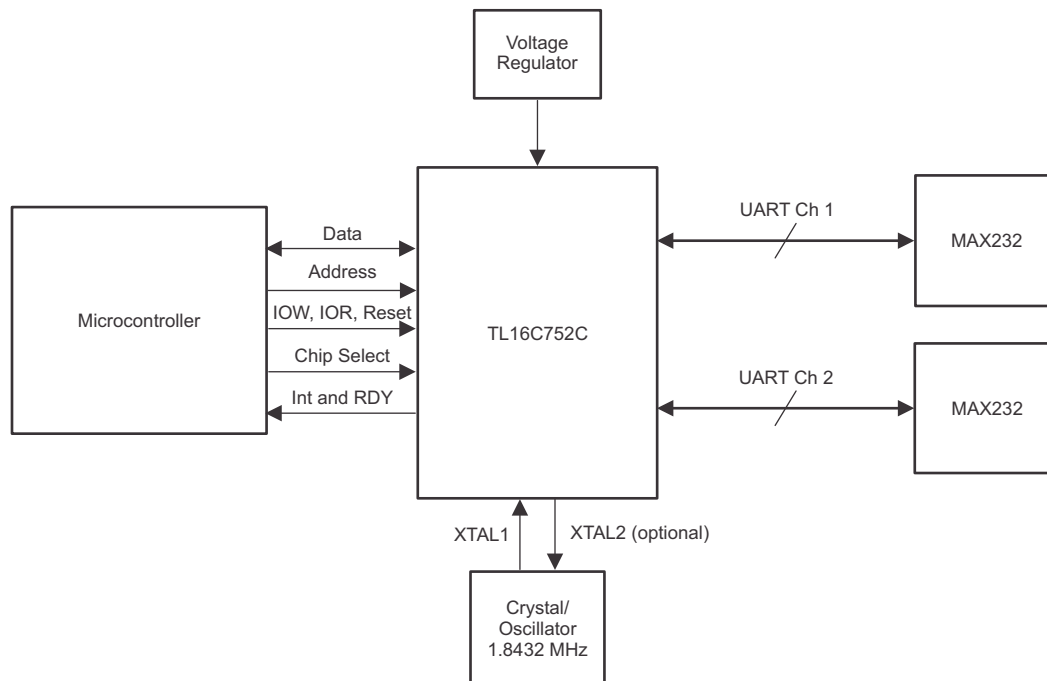 Voltage
Regulator
UART Ch 1
Data
MAX232
Address
Microcontroller
IOW, IOR, Reset
TL16C752C
Chip Select
UART Ch 2
Int and RDY
MAX232
XTAL1
XTAL2 (optional)
Crystal/
Oscillator
1.8432 MHz